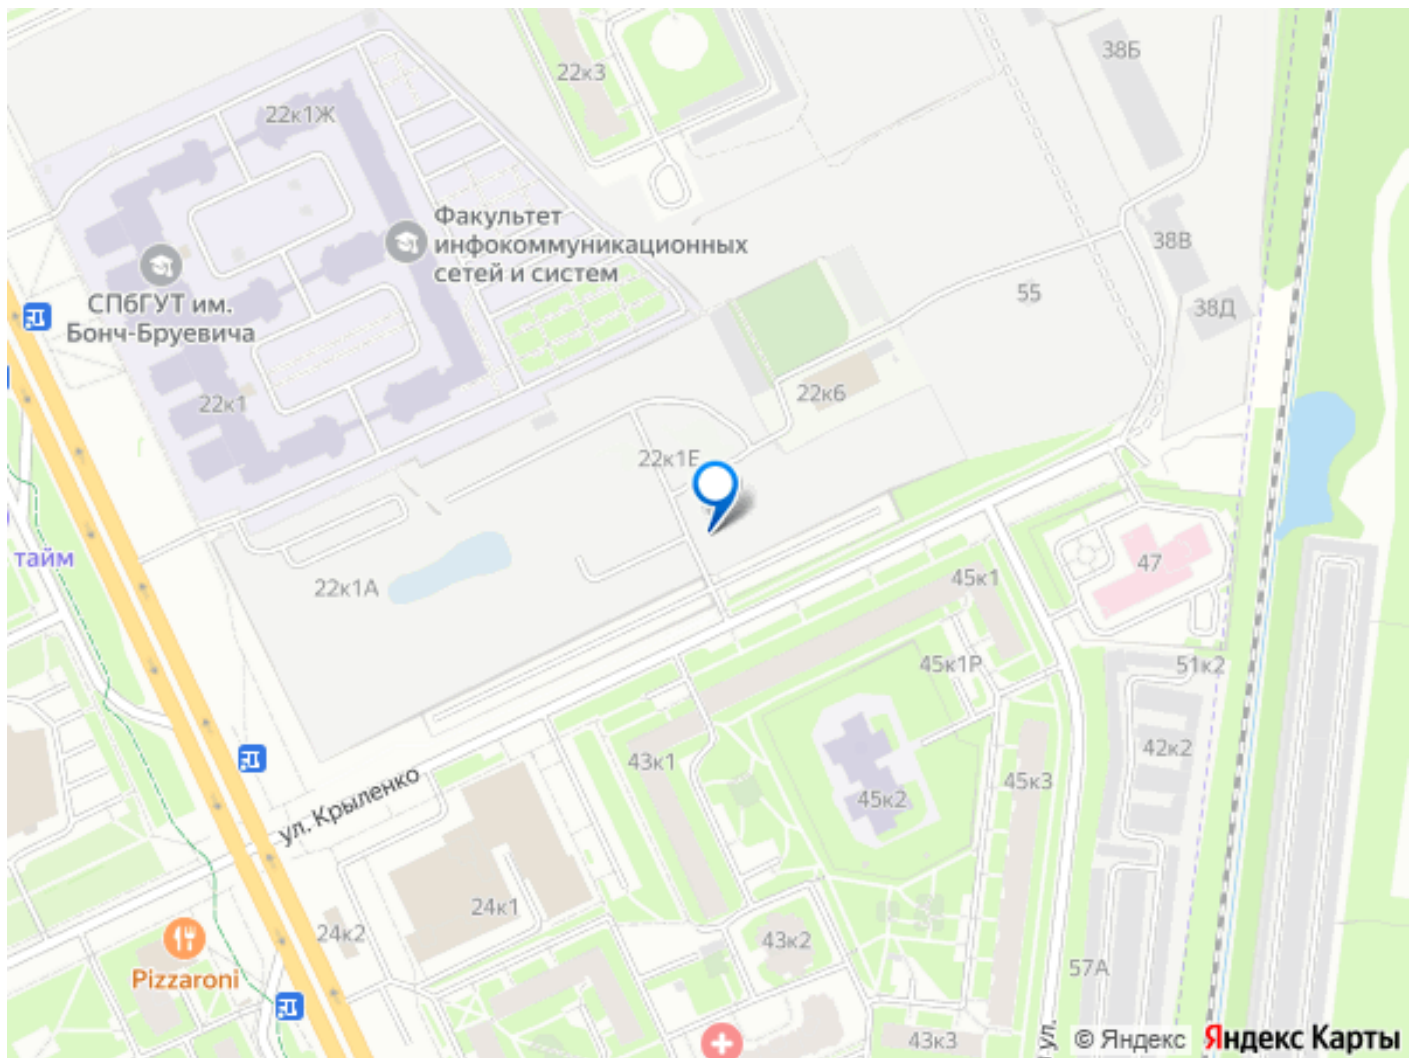 38Б
22к3
22к1Ж
Факультет
инфокоммуникационных
сетей и систем
38В
СПбГУТ им.
Бонч-Бруевича
55
38Д
22к6
22к1
22к1Е
тайм
22к1А
47
45к1
45к1Р
51к2
43к1
42к2
45к3
45к2
ул. Крыленко
24к1
24к2
43к2
Pizzaroni
57А
43к3
ул.
© Яндекс
Яндекс Карты